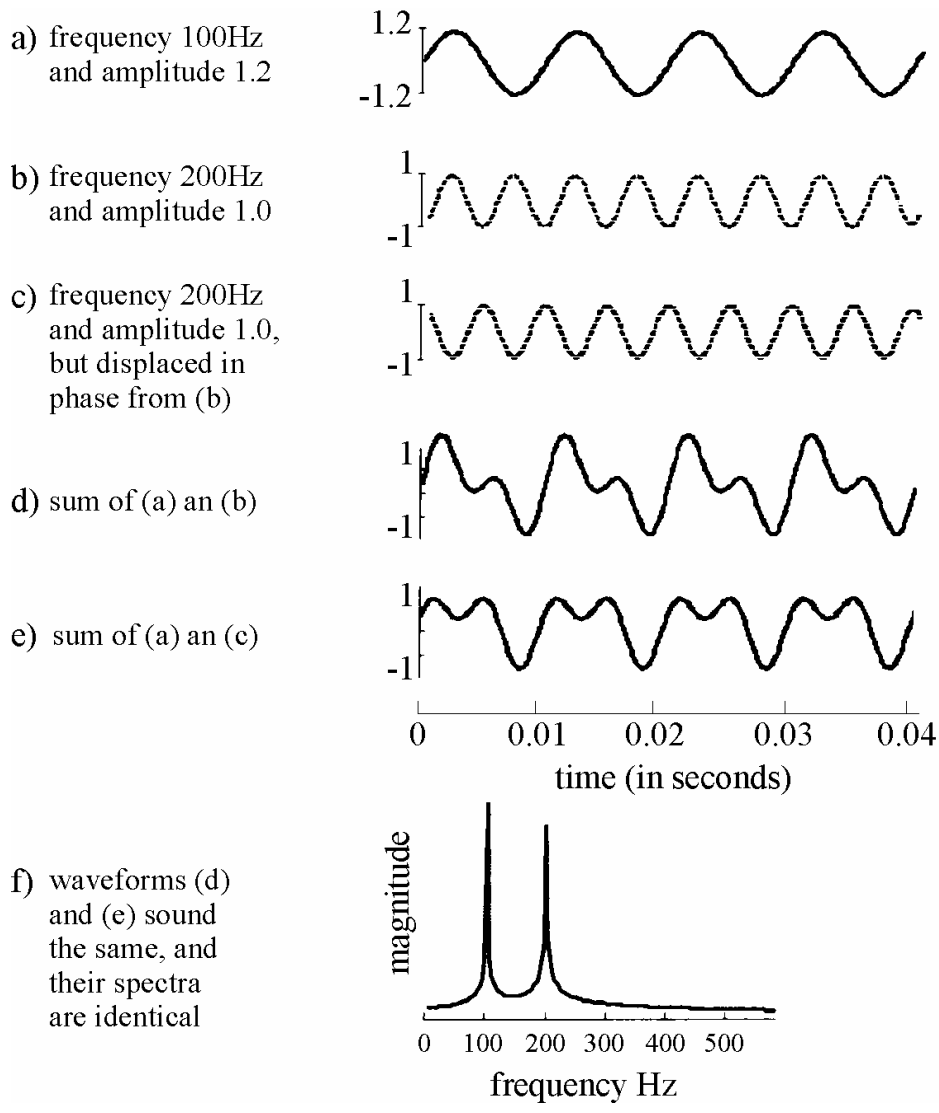 a) frequency 100Hz
and amplitude 1.2
1.2
-1.2
b) frequency 200Hz
and amplitude 1.0
1
-1
c) frequency 200Hz
and amplitude 1.0,
but displaced in
phase from (b)
1
-1
d) sum of (a) an (b)
1
-1
e) sum of (a) an (c)
1
-1
0 0.01 0.02 0.03 0.04
time (in seconds)
f) waveforms (d)
and (e) sound
the same, and
their spectra
are identical
magnitude
0 100 200 300 400 500
frequency Hz